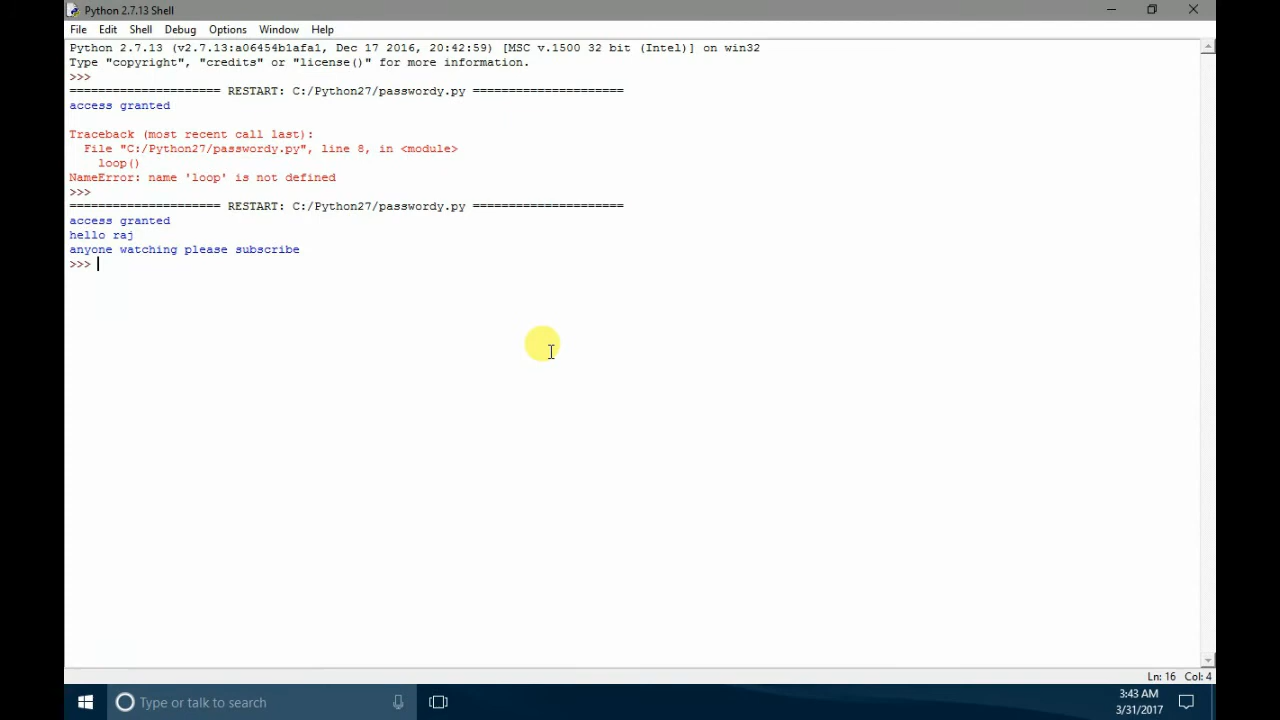 Python 2.7.13 Shell
File Edit Shell Debug Options Window Help
Python 2.7.13 (v2.7.13:a06454b1afa1, Dec 17 2016, 20:42:59) [MSC v.1500 32 bit (Intel)] on win32
Type "copyright", "credits" or "license()" for more information.
>>>
===================== RESTART: C:/Python27/passwordy.py =====================
access granted
Traceback (most recent call last):
File "C:/Python27/passwordy.py", line 8, in <module>
loop()
NameError: name 'loop' is not defined
>>>
===================== RESTART: C:/Python27/passwordy.py =====================
access granted
hello raj
anyone watching please subscribe
>>>
Ln: 16 Col: 4
Type or talk to search
3:43 AM
3/31/2017